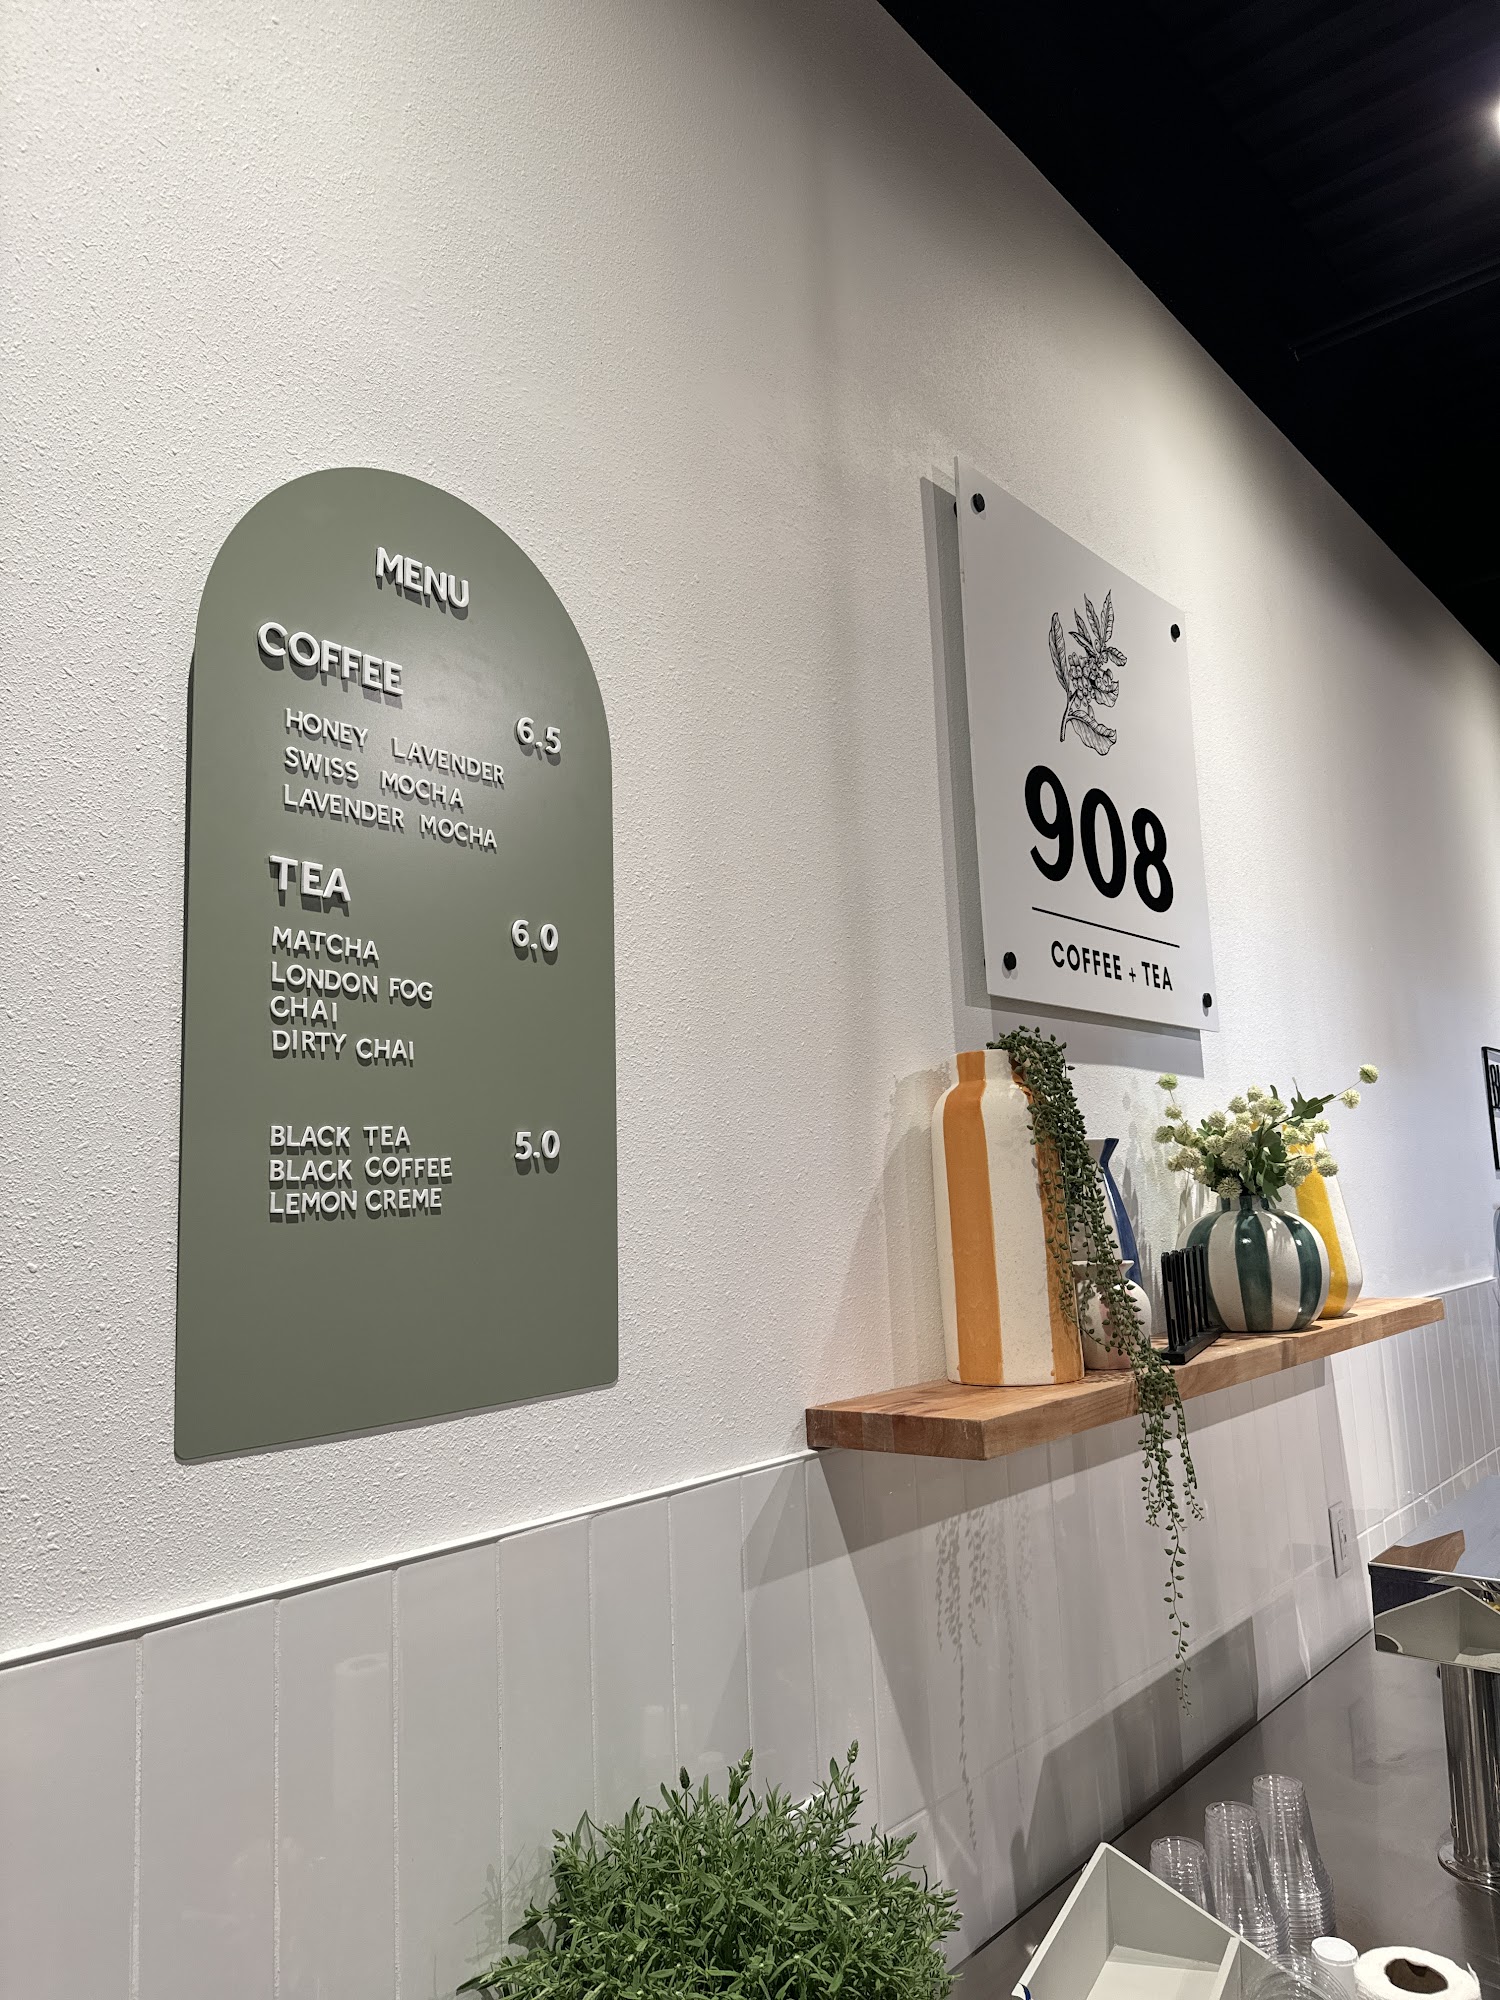 MENU
COFFEE
HONEY LAVENDER 6.5
SWISS MOCHA
LAVENDER MOCHA
TEA
MATCHA 6.0
LONDON FOG
CHAI
DIRTY CHAI
BLACK TEA 5.0
BLACK COFFEE
LEMON CREME
908
COFFEE + TEA